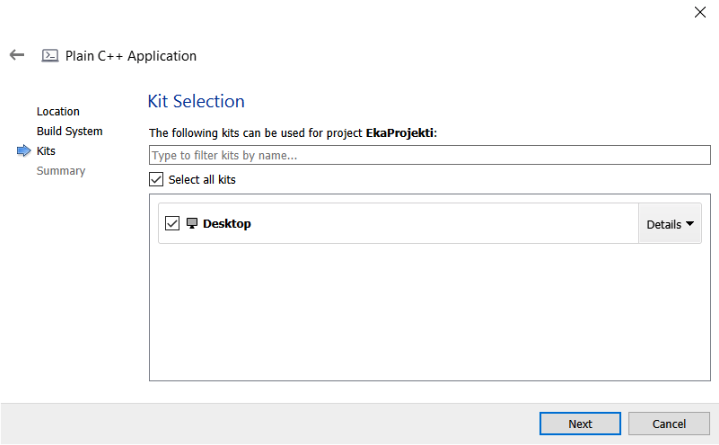 Plain C++ Application
Location
Build System
Kits
Summary
Kit Selection
The following kits can be used for project EkaProjekti:
Type to filter kits by name...
Select all kits
Desktop
Details
Next
Cancel